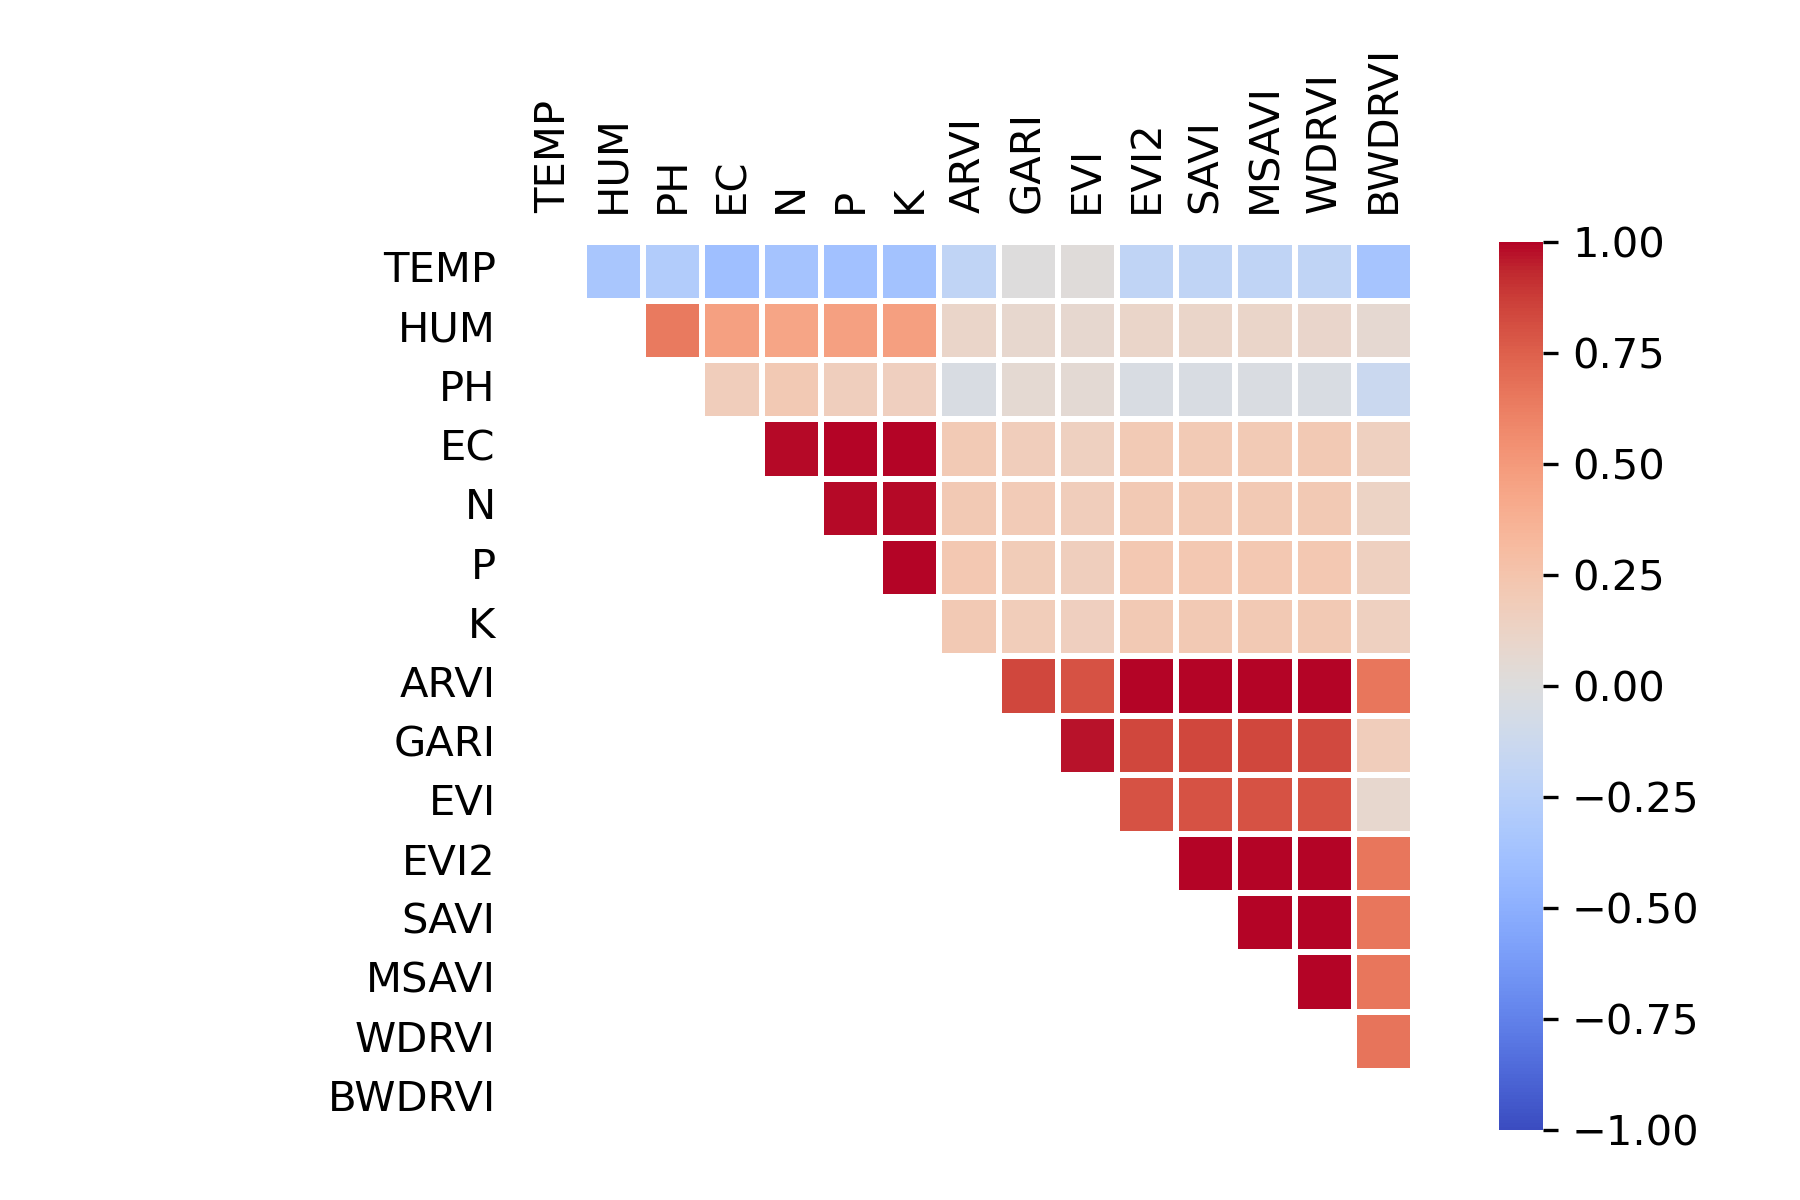 TEMP
HUM
PH
EC
N
P
K
ARVI
GARI
EVI
EVI2
SAVI
MSAVI
WDRVI
BWDRVI
TEMP
HUM
PH
EC
N
P
K
ARVI
GARI
EVI
EVI2
SAVI
MSAVI
WDRVI
BWDRVI
1.00
0.75
0.50
0.25
0.00
−0.25
−0.50
−0.75
−1.00